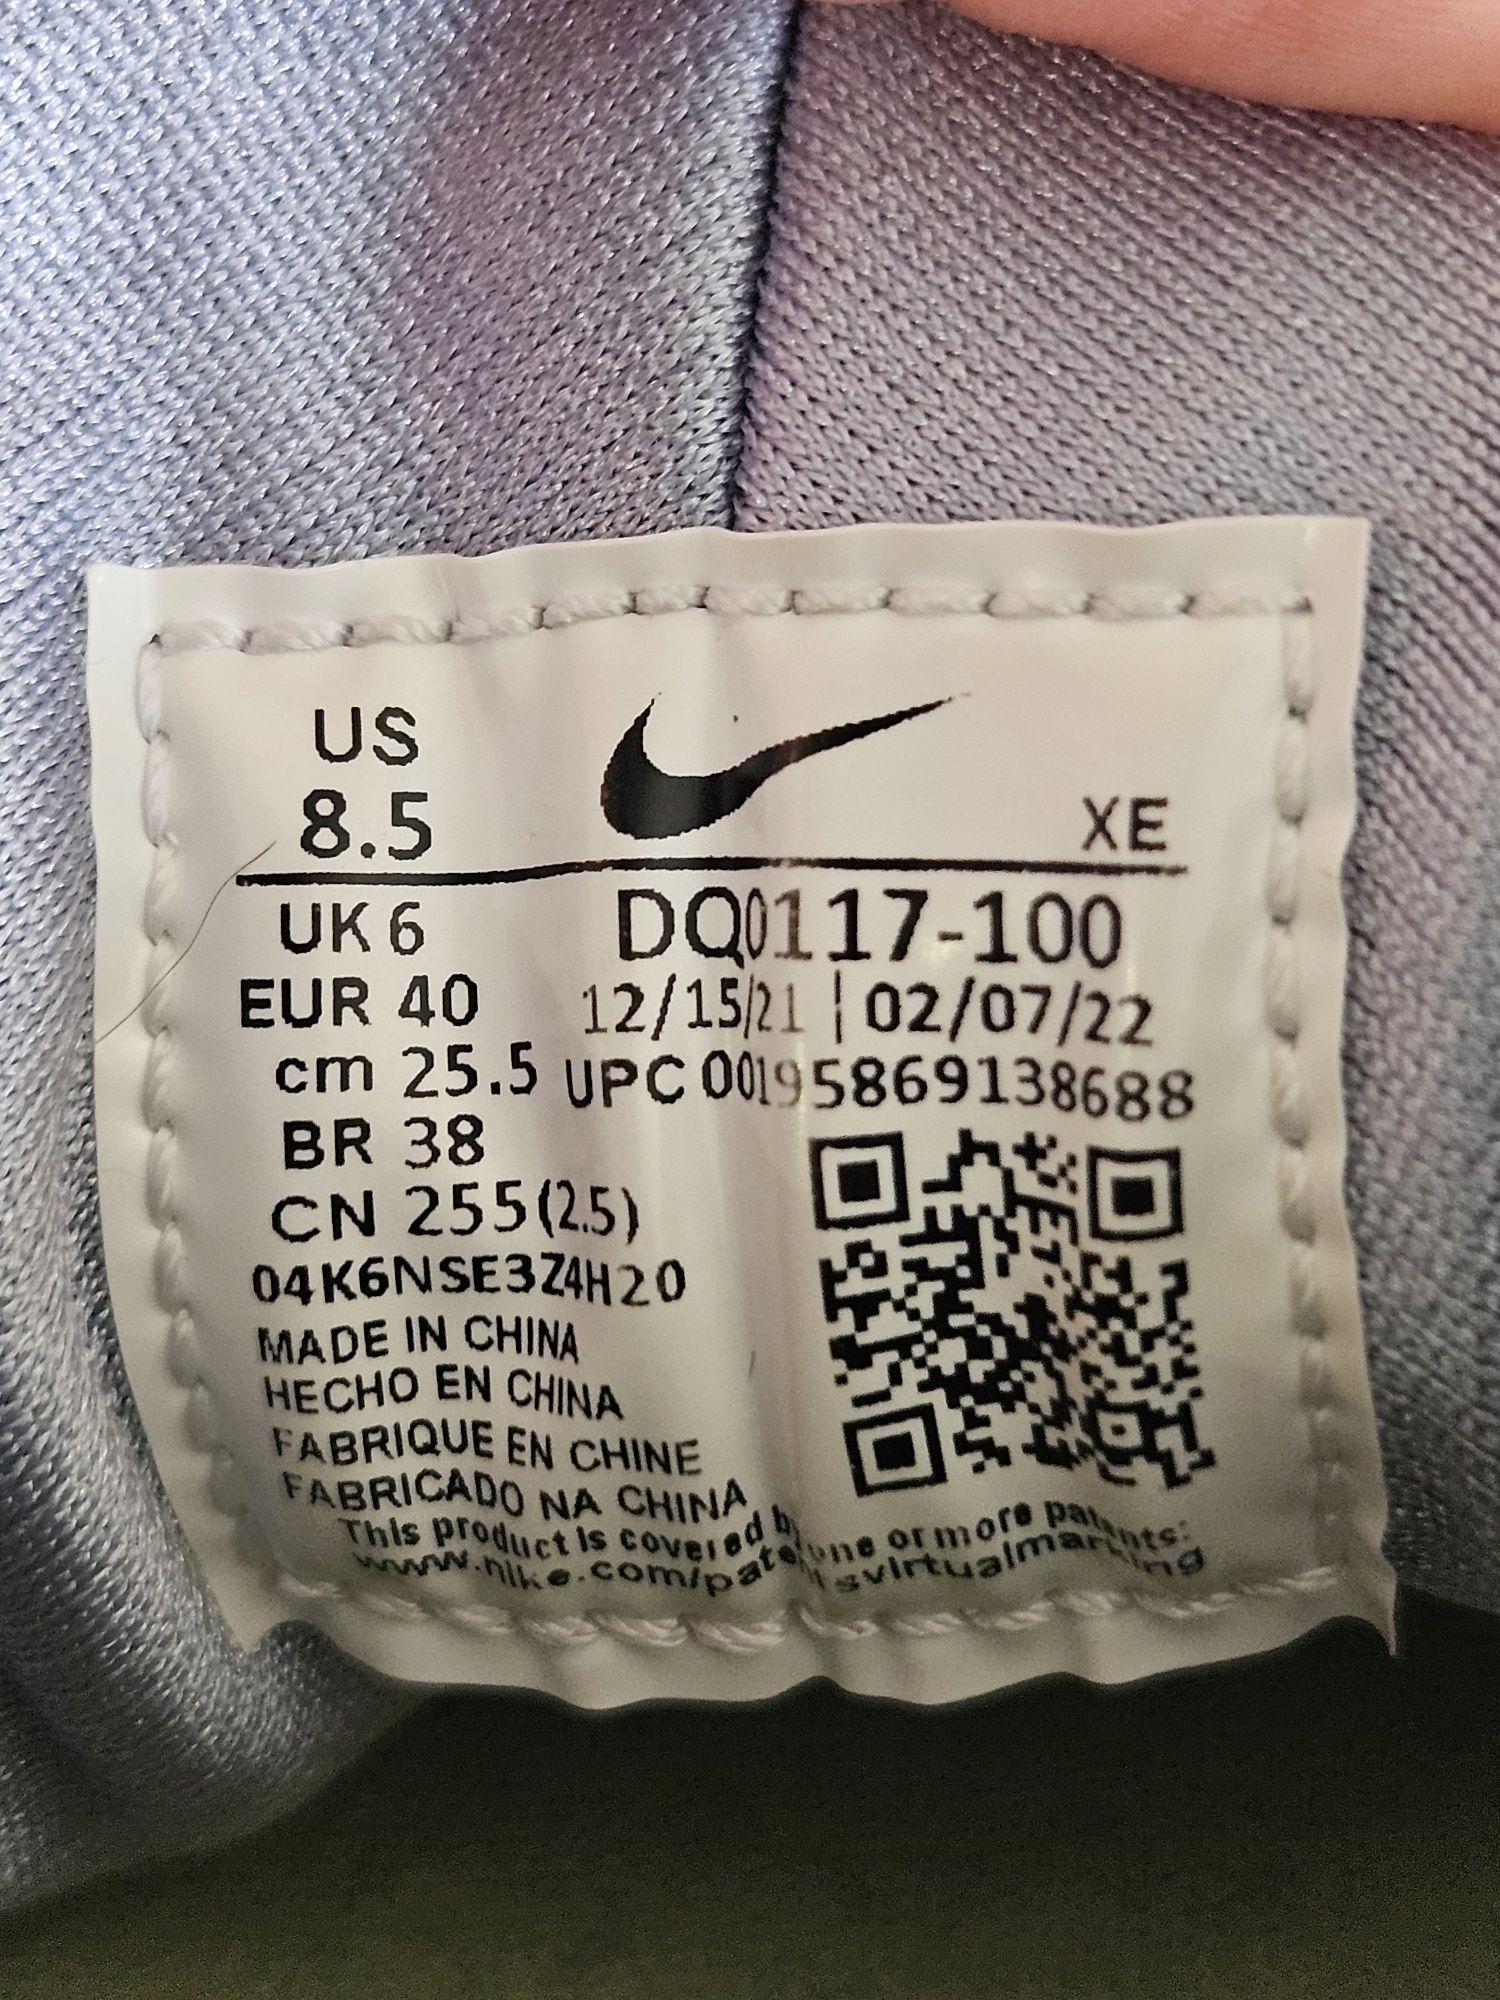 US
8.5
XE
UK 6
DQ0117-100
EUR 40
12/15/21 | 02/07/22
cm 25.5
UPC 00195869138688
BR 38
CN 255(2.5)
04K6NSE3Z4H20
MADE IN CHINA
HECHO EN CHINA
FABRIQUE EN CHINE
FABRICADO NA CHINA
This product is covered by one or more patents:
www.nike.com/patentsvirtualmarking